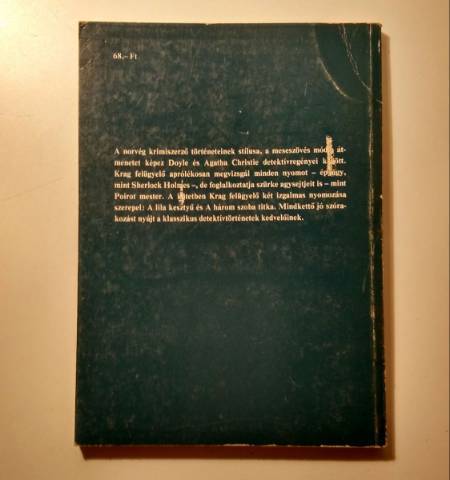 68.– Ft
A norvég krimiszerző történeteinek stílusa, a meseszövés módja át-
menetet képez Doyle és Agatha Christie detektívregényei között.
Krag felügyelő aprólékosan megvizsgál minden nyomot – éppúgy,
mint Sherlock Holmes –, de foglalkoztatja szürke agysejtjeit is – mint
Poirot mester. A kötetben Krag felügyelő két izgalmas nyomozása
szerepel: A lila kesztyű és A három szoba titka. Mindkettő jó szóra-
kozást nyújt a klasszikus detektívtörténetek kedvelőinek.